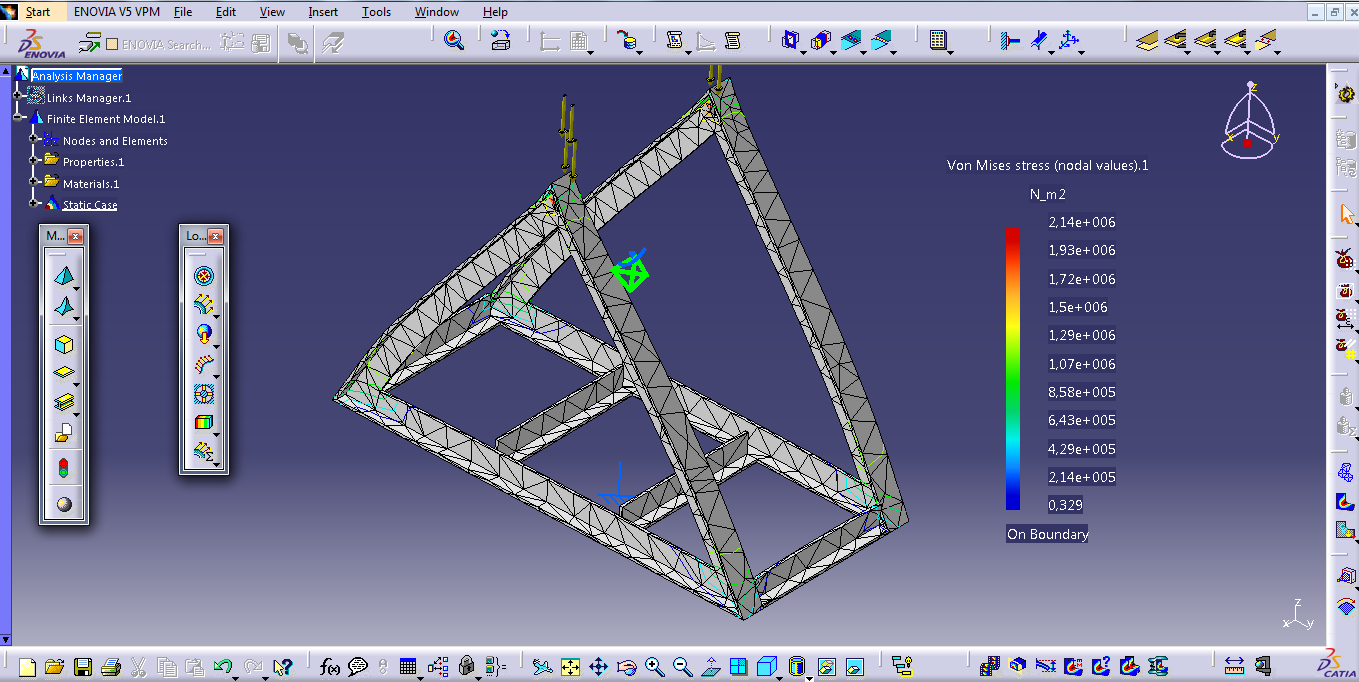 Start ENOVIA V5 VPM File Edit View Insert Tools Window Help
3DS ENOVIA ENOVIA Search...
Analysis Manager
Links Manager.1
Finite Element Model.1
Nodes and Elements
Properties.1
Materials.1
Static Case
M... Lo...
Von Mises stress (nodal values).1
N_m2
2,14e+006
1,93e+006
1,72e+006
1,5e+006
1,29e+006
1,07e+006
8,58e+005
6,43e+005
4,29e+005
2,14e+005
0,329
On Boundary
z
x
y
z
x
y
f(x)
3DS CATIA